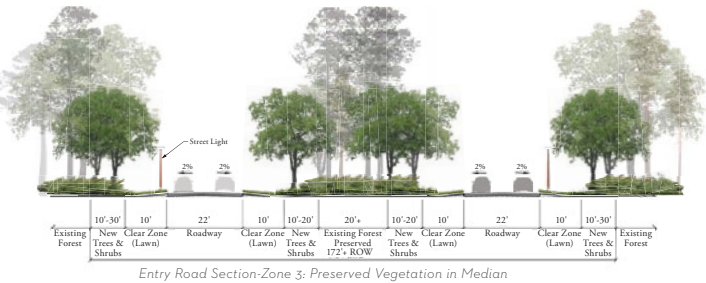 Street Light
2% 2% 2% 2%
10'-30' 10' 22' 10' 10'-20' 20'+ 10'-20' 10' 22' 10' 10'-30'
Existing New Clear Zone Roadway Clear Zone New Existing Forest New Clear Zone Roadway Clear Zone New Existing
Forest Trees & (Lawn) (Lawn) Trees & Preserved Trees & (Lawn) (Lawn) Trees & Forest
Shrubs Shrubs 172'+ ROW Shrubs Shrubs
Entry Road Section-Zone 3: Preserved Vegetation in Median